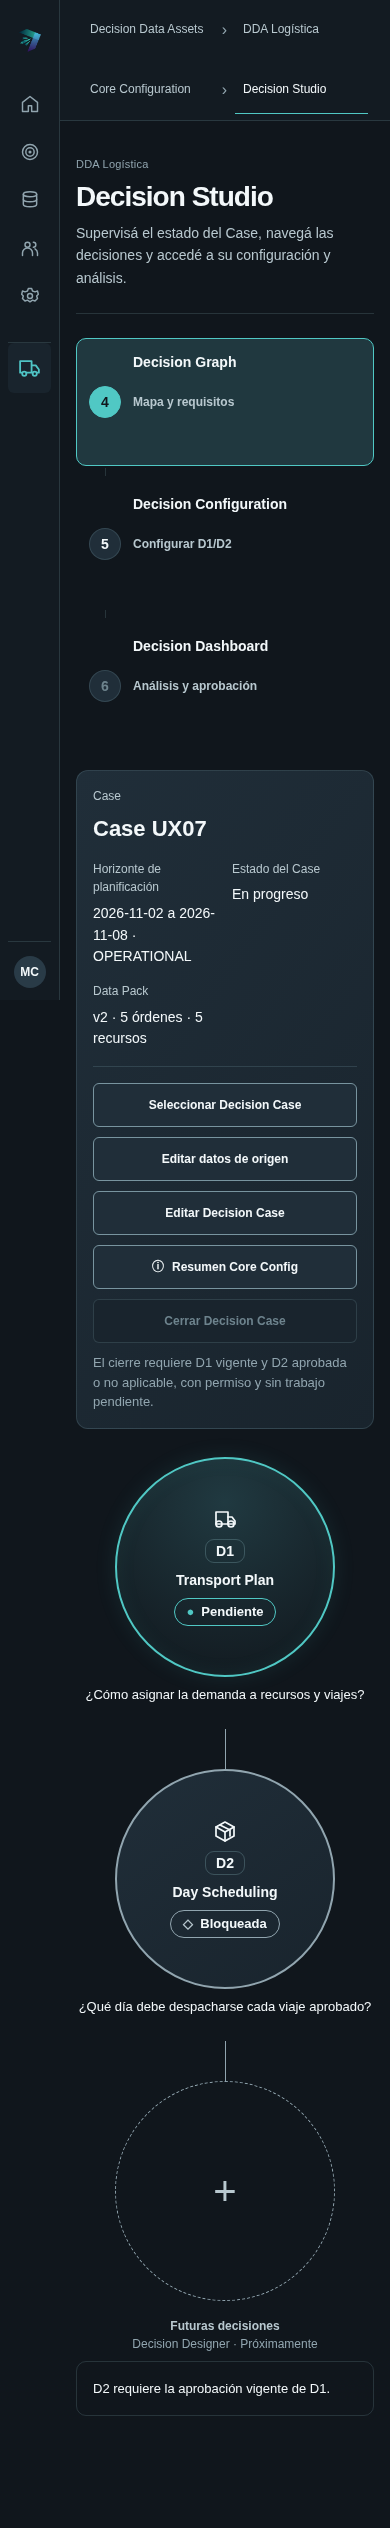 Decision Data Assets › DDA Logística
Core Configuration › Decision Studio
DDA Logística
Decision Studio
Supervisá el estado del Case, navegá las
decisiones y accedé a su configuración y
análisis.
Decision Graph
4 Mapa y requisitos
Decision Configuration
5 Configurar D1/D2
Decision Dashboard
6 Análisis y aprobación
MC
Case
Case UX07
Horizonte de
planificación
2026-11-02 a 2026-
11-08 ·
OPERATIONAL
Estado del Case
En progreso
Data Pack
v2 · 5 órdenes · 5
recursos
Seleccionar Decision Case
Editar datos de origen
Editar Decision Case
Resumen Core Config
Cerrar Decision Case
El cierre requiere D1 vigente y D2 aprobada
o no aplicable, con permiso y sin trabajo
pendiente.
D1
Transport Plan
Pendiente
¿Cómo asignar la demanda a recursos y viajes?
D2
Day Scheduling
Bloqueada
¿Qué día debe despacharse cada viaje aprobado?
+
Futuras decisiones
Decision Designer · Próximamente
D2 requiere la aprobación vigente de D1.